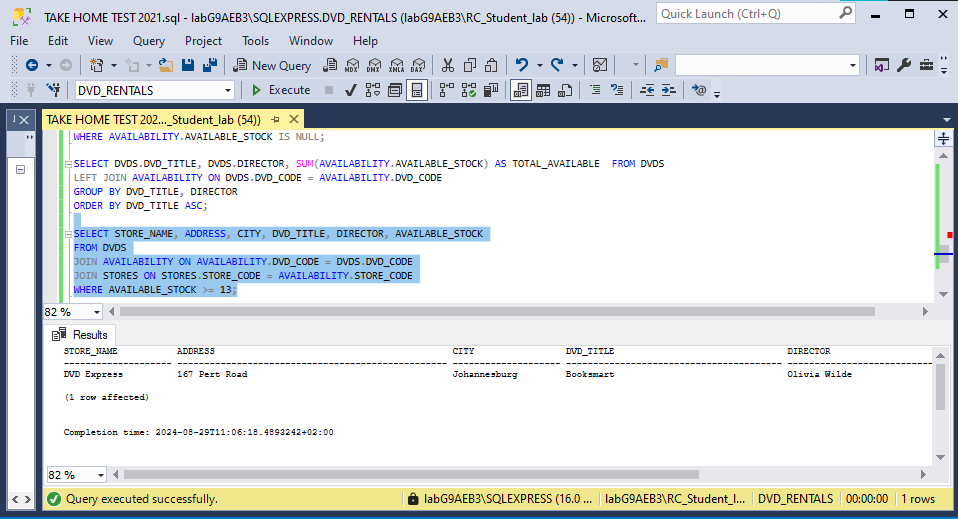 TAKE HOME TEST 2021.sql - labG9AEB3\SQLEXPRESS.DVD_RENTALS (labG9AEB3\RC_Student_lab (54)) - Microsoft...
Quick Launch (Ctrl+Q)
File Edit View Query Project Tools Window Help
New Query MDX DMX XMLA DAX
DVD_RENTALS Execute
TAKE HOME TEST 202..._Student_lab (54))
WHERE AVAILABILITY.AVAILABLE_STOCK IS NULL;
SELECT DVDS.DVD_TITLE, DVDS.DIRECTOR, SUM(AVAILABILITY.AVAILABLE_STOCK) AS TOTAL_AVAILABLE FROM DVDS
LEFT JOIN AVAILABILITY ON DVDS.DVD_CODE = AVAILABILITY.DVD_CODE
GROUP BY DVD_TITLE, DIRECTOR
ORDER BY DVD_TITLE ASC;
SELECT STORE_NAME, ADDRESS, CITY, DVD_TITLE, DIRECTOR, AVAILABLE_STOCK
FROM DVDS
JOIN AVAILABILITY ON AVAILABILITY.DVD_CODE = DVDS.DVD_CODE
JOIN STORES ON STORES.STORE_CODE = AVAILABILITY.STORE_CODE
WHERE AVAILABLE_STOCK >= 13;
82 %
Results
STORE_NAME ADDRESS CITY DVD_TITLE DIRECTOR
DVD Express 167 Pert Road Johannesburg Booksmart Olivia Wilde
(1 row affected)
Completion time: 2024-08-29T11:06:18.4893242+02:00
82 %
Query executed successfully. labG9AEB3\SQLEXPRESS (16.0 ... labG9AEB3\RC_Student_l... DVD_RENTALS 00:00:00 1 rows